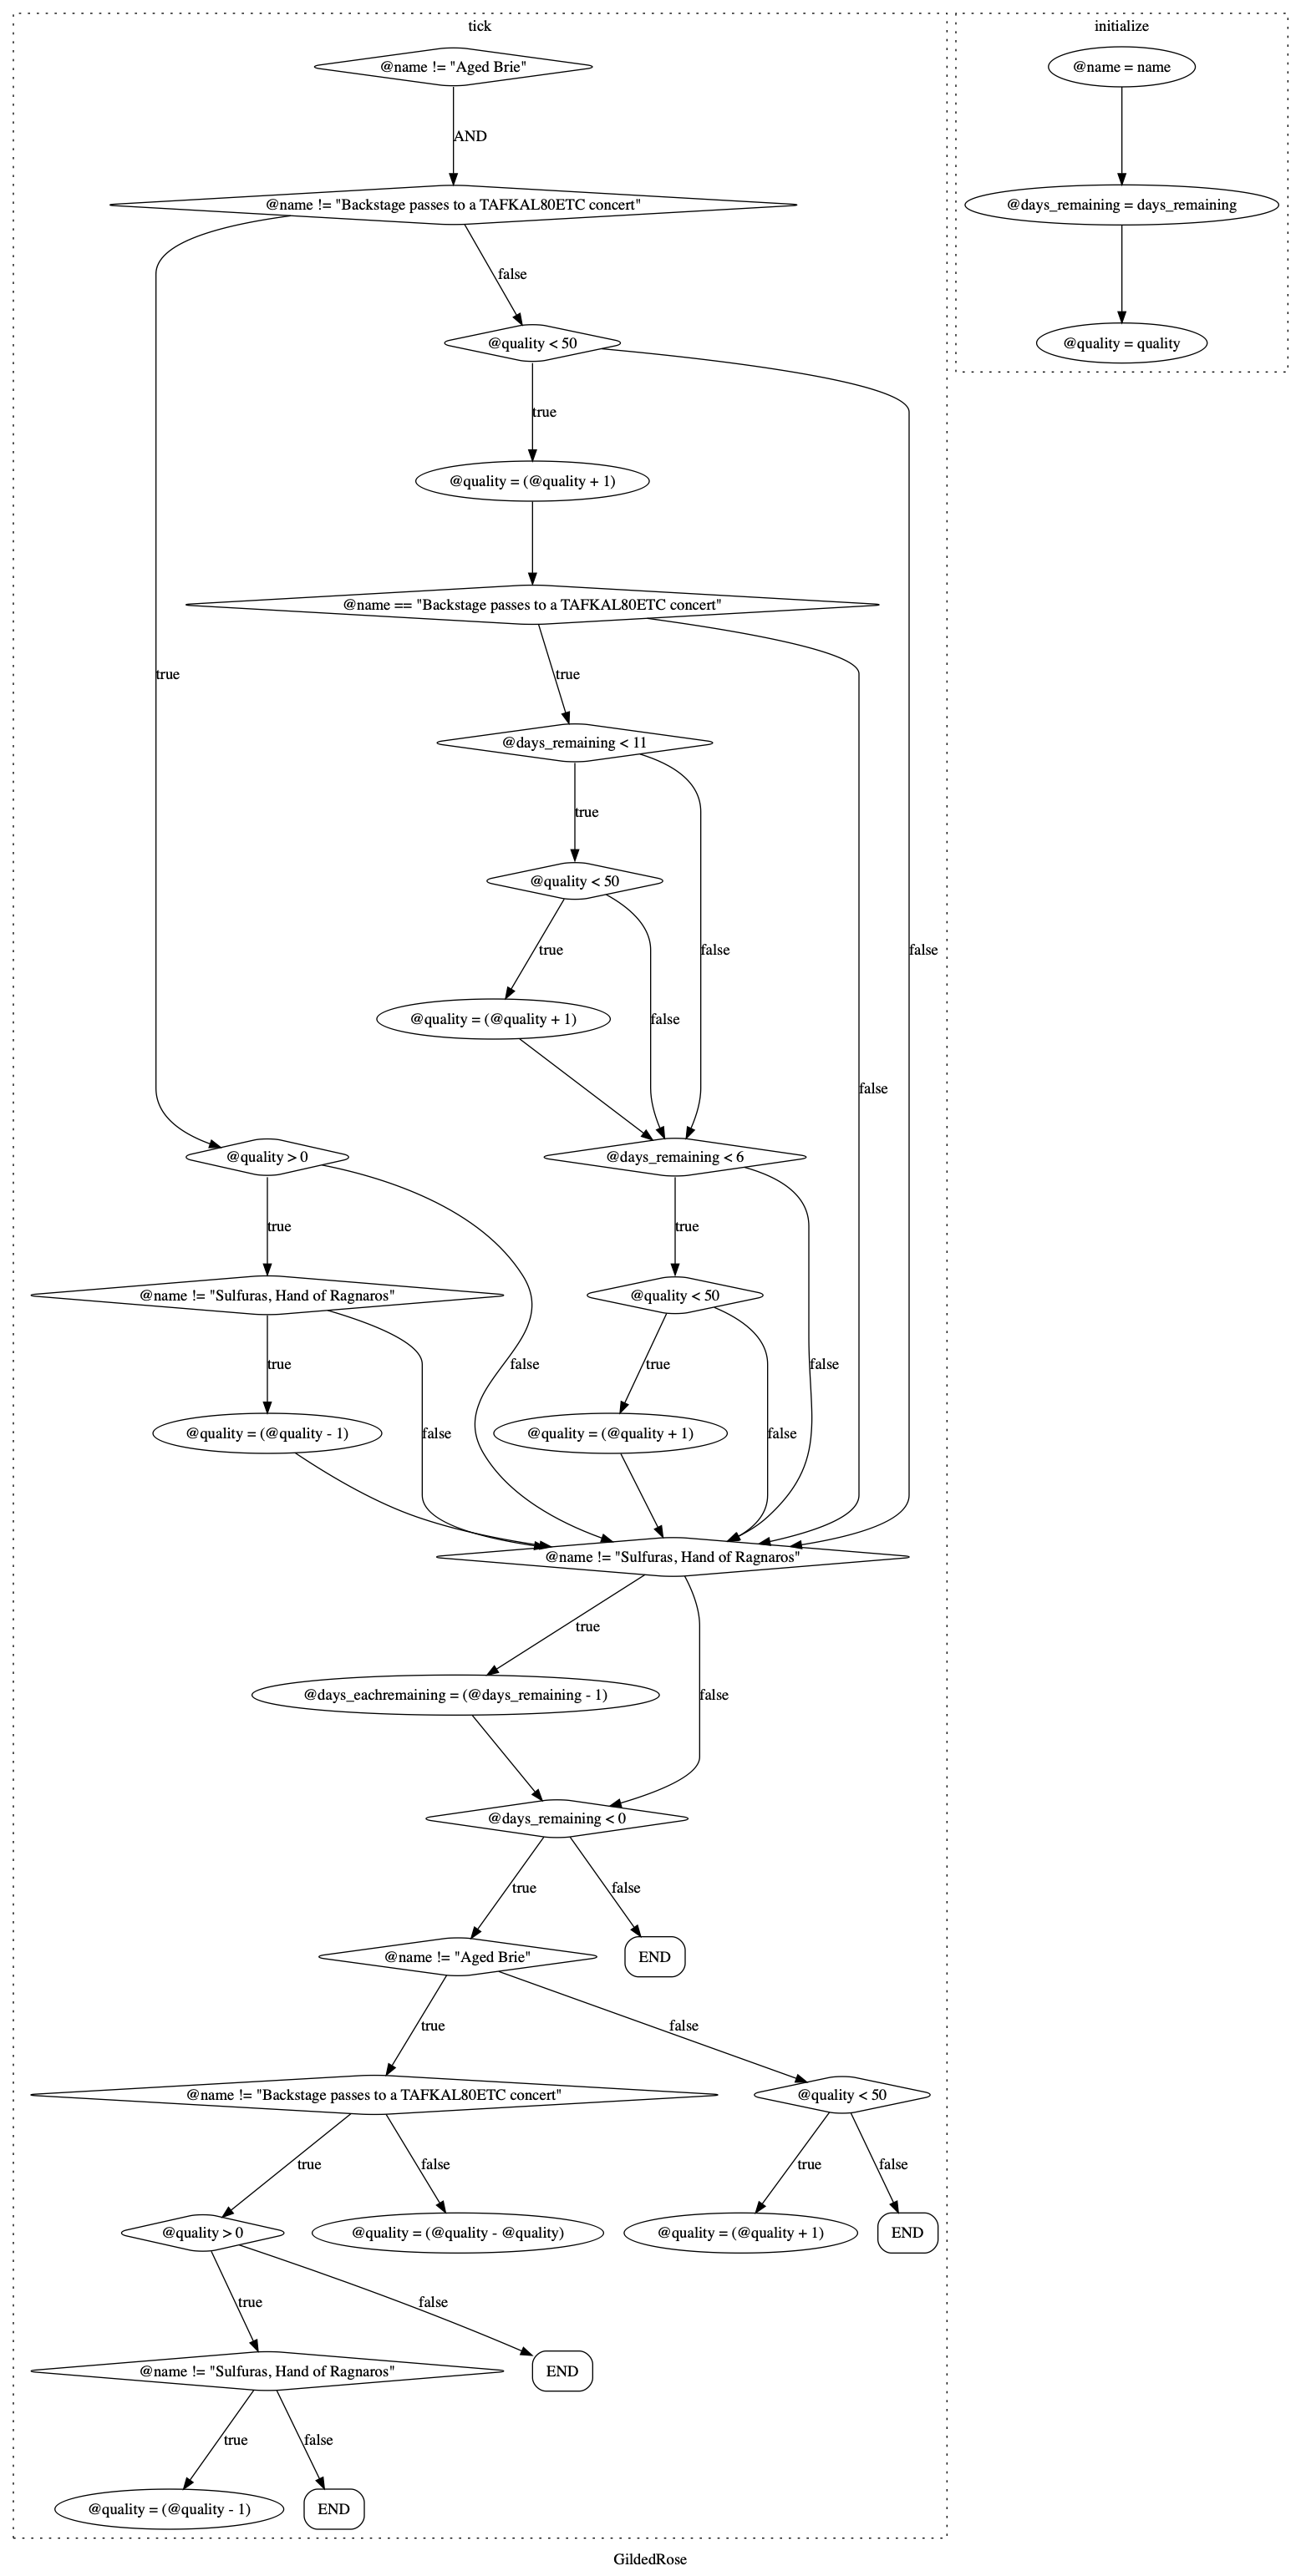 tick
initialize
@name != "Aged Brie"
@name = name
AND
@name != "Backstage passes to a TAFKAL80ETC concert"
@days_remaining = days_remaining
false
@quality < 50
@quality = quality
true
@quality = (@quality + 1)
@name == "Backstage passes to a TAFKAL80ETC concert"
true
true
@days_remaining < 11
true
@quality < 50
true
false
false
@quality = (@quality + 1)
false
false
@quality > 0
@days_remaining < 6
true
true
@name != "Sulfuras, Hand of Ragnaros"
@quality < 50
true
false
true
false
@quality = (@quality - 1)
false
@quality = (@quality + 1)
false
@name != "Sulfuras, Hand of Ragnaros"
true
@days_eachremaining = (@days_remaining - 1)
false
@days_remaining < 0
true
false
@name != "Aged Brie"
END
true
false
@name != "Backstage passes to a TAFKAL80ETC concert"
@quality < 50
true
false
true
false
@quality > 0
@quality = (@quality - @quality)
@quality = (@quality + 1)
END
true
false
@name != "Sulfuras, Hand of Ragnaros"
END
true
false
@quality = (@quality - 1)
END
GildedRose